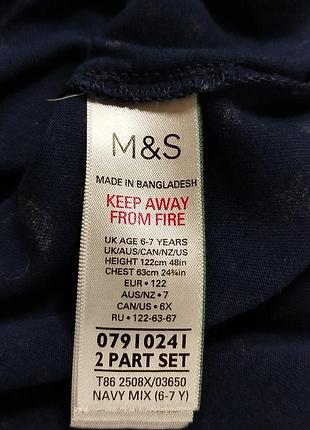 M&S
MADE IN BANGLADESH
KEEP AWAY
FROM FIRE
UK AGE 6-7 YEARS
UK/AUS/CAN/NZ/US
HEIGHT 122cm 48in
CHEST 63cm 24¾in
EUR • 122
AUS/NZ • 7
CAN/US • 6X
RU • 122-63-67
07910241
2 PART SET
T86 2508X/03650
NAVY MIX (6-7 Y)